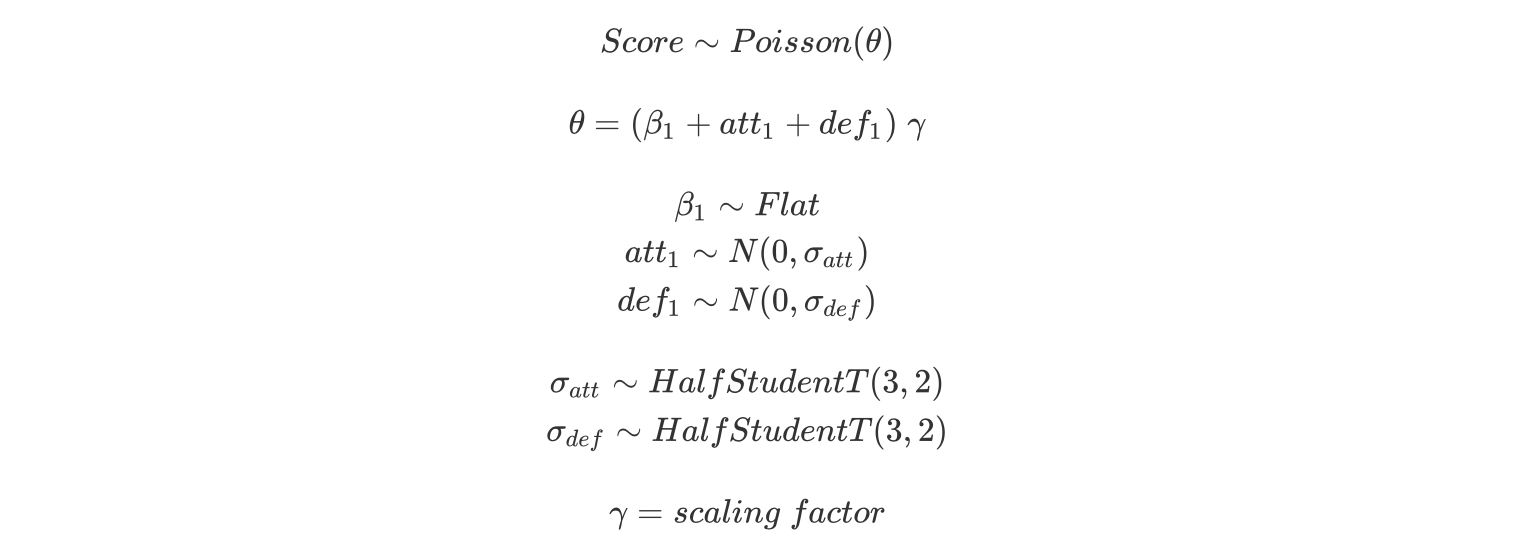 Score ∼ Poisson(θ)
θ = (β₁ + att₁ + def₁) γ
β₁ ∼ Flat
att₁ ∼ N(0, σ_att)
def₁ ∼ N(0, σ_def)
σ_att ∼ HalfStudentT(3, 2)
σ_def ∼ HalfStudentT(3, 2)
γ = scaling factor